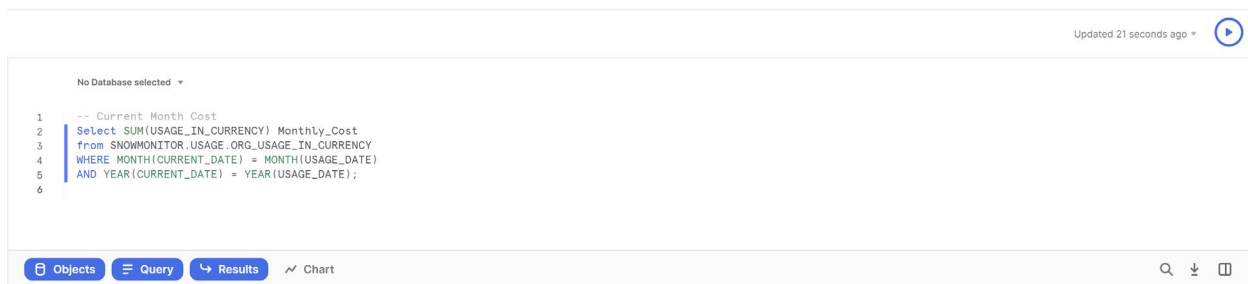 Updated 21 seconds ago
No Database selected
1 -- Current Month Cost
2 Select SUM(USAGE_IN_CURRENCY) Monthly_Cost
3 from SNOWMONITOR.USAGE.ORG_USAGE_IN_CURRENCY
4 WHERE MONTH(CURRENT_DATE) = MONTH(USAGE_DATE)
5 AND YEAR(CURRENT_DATE) = YEAR(USAGE_DATE);
6
Objects Query Results Chart